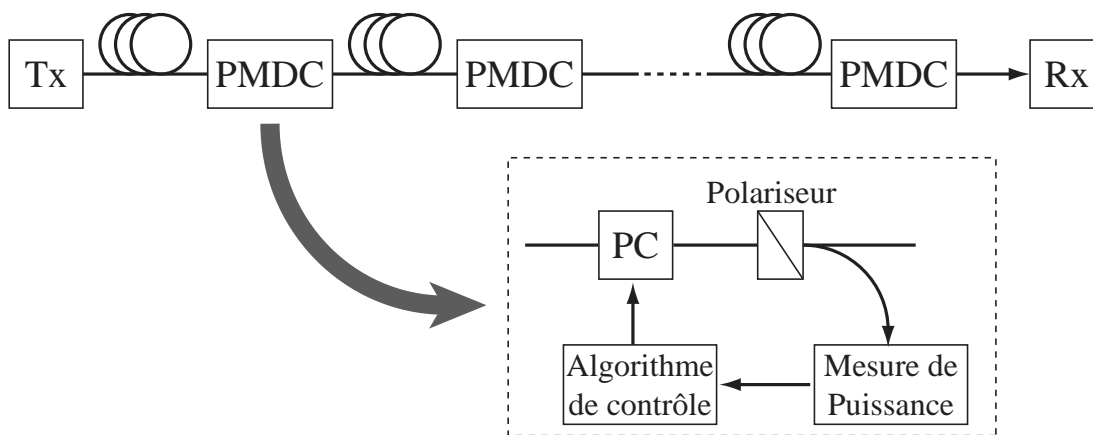 Tx
PMDC
PMDC
PMDC
Rx
Polariseur
PC
Algorithme
de contrôle
Mesure de
Puissance